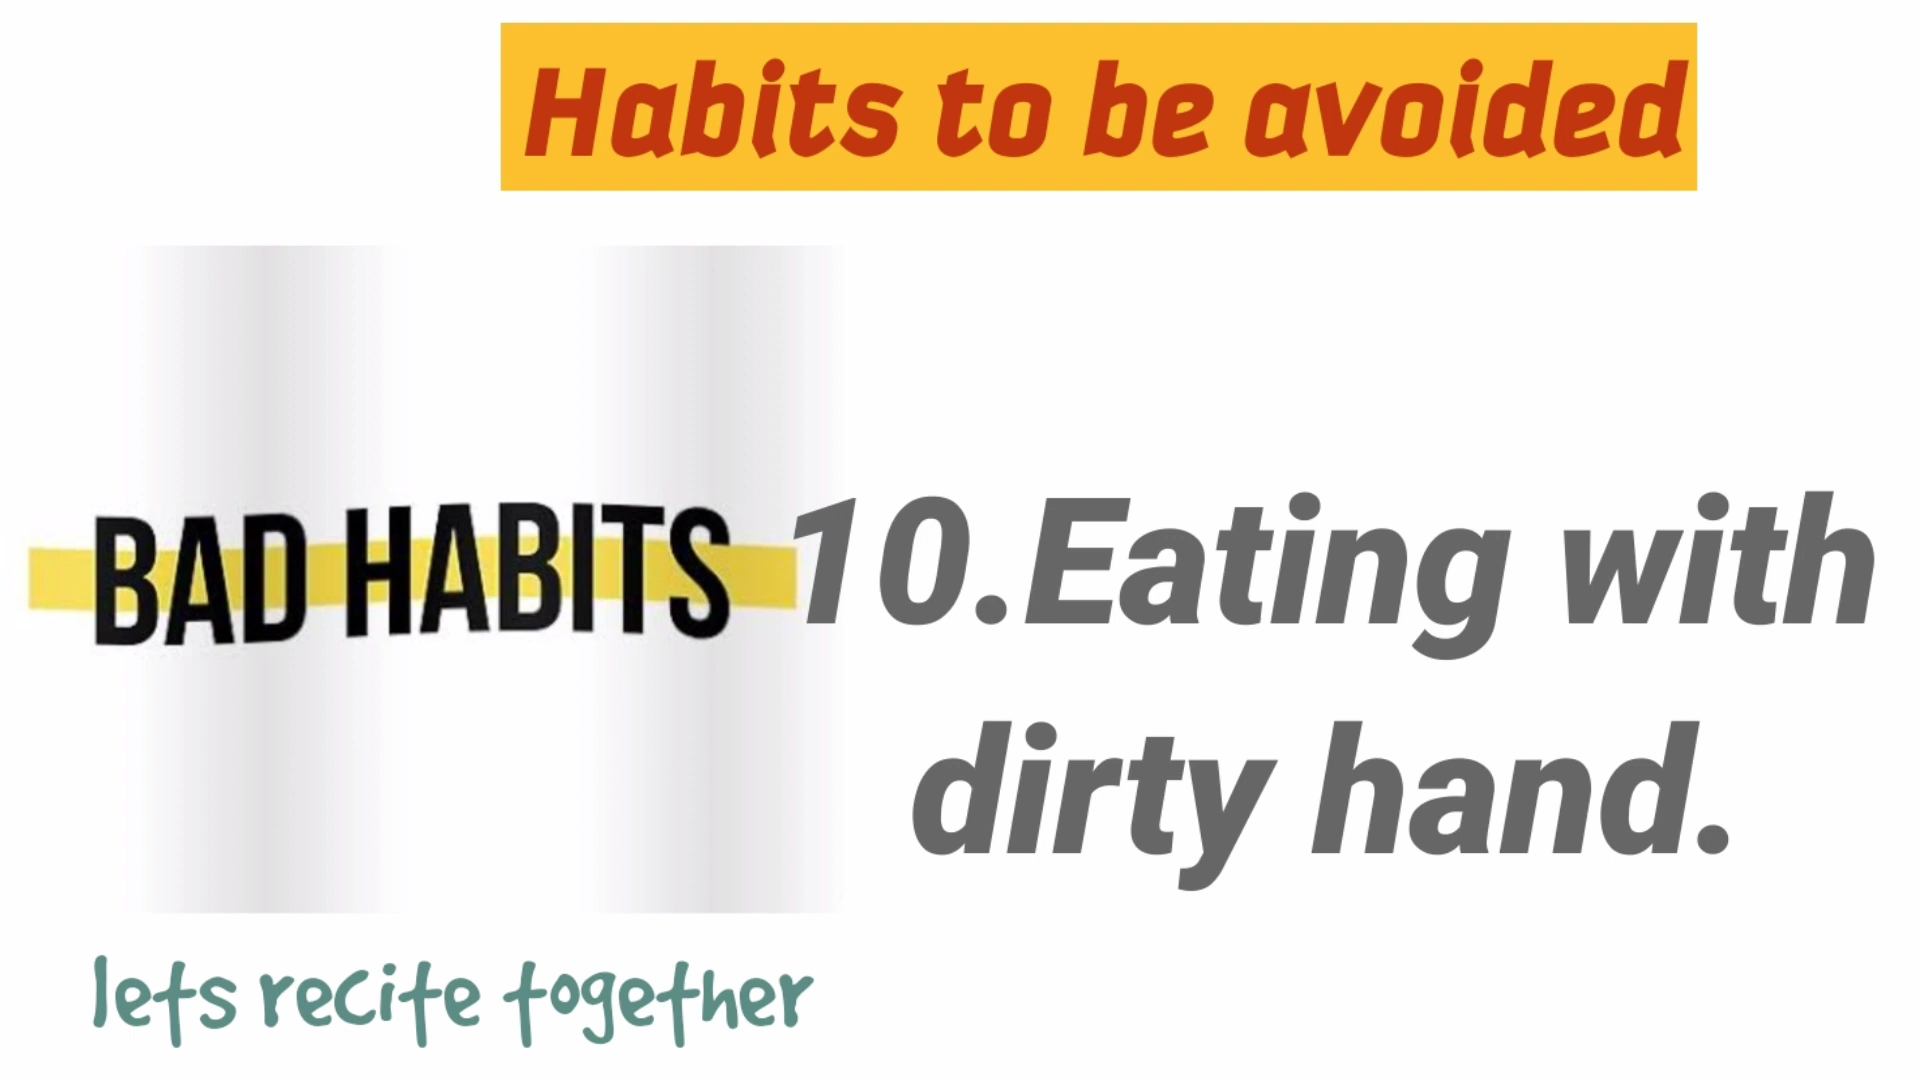 Habits to be avoided
BAD HABITS
10.Eating with
dirty hand.
lets recite together